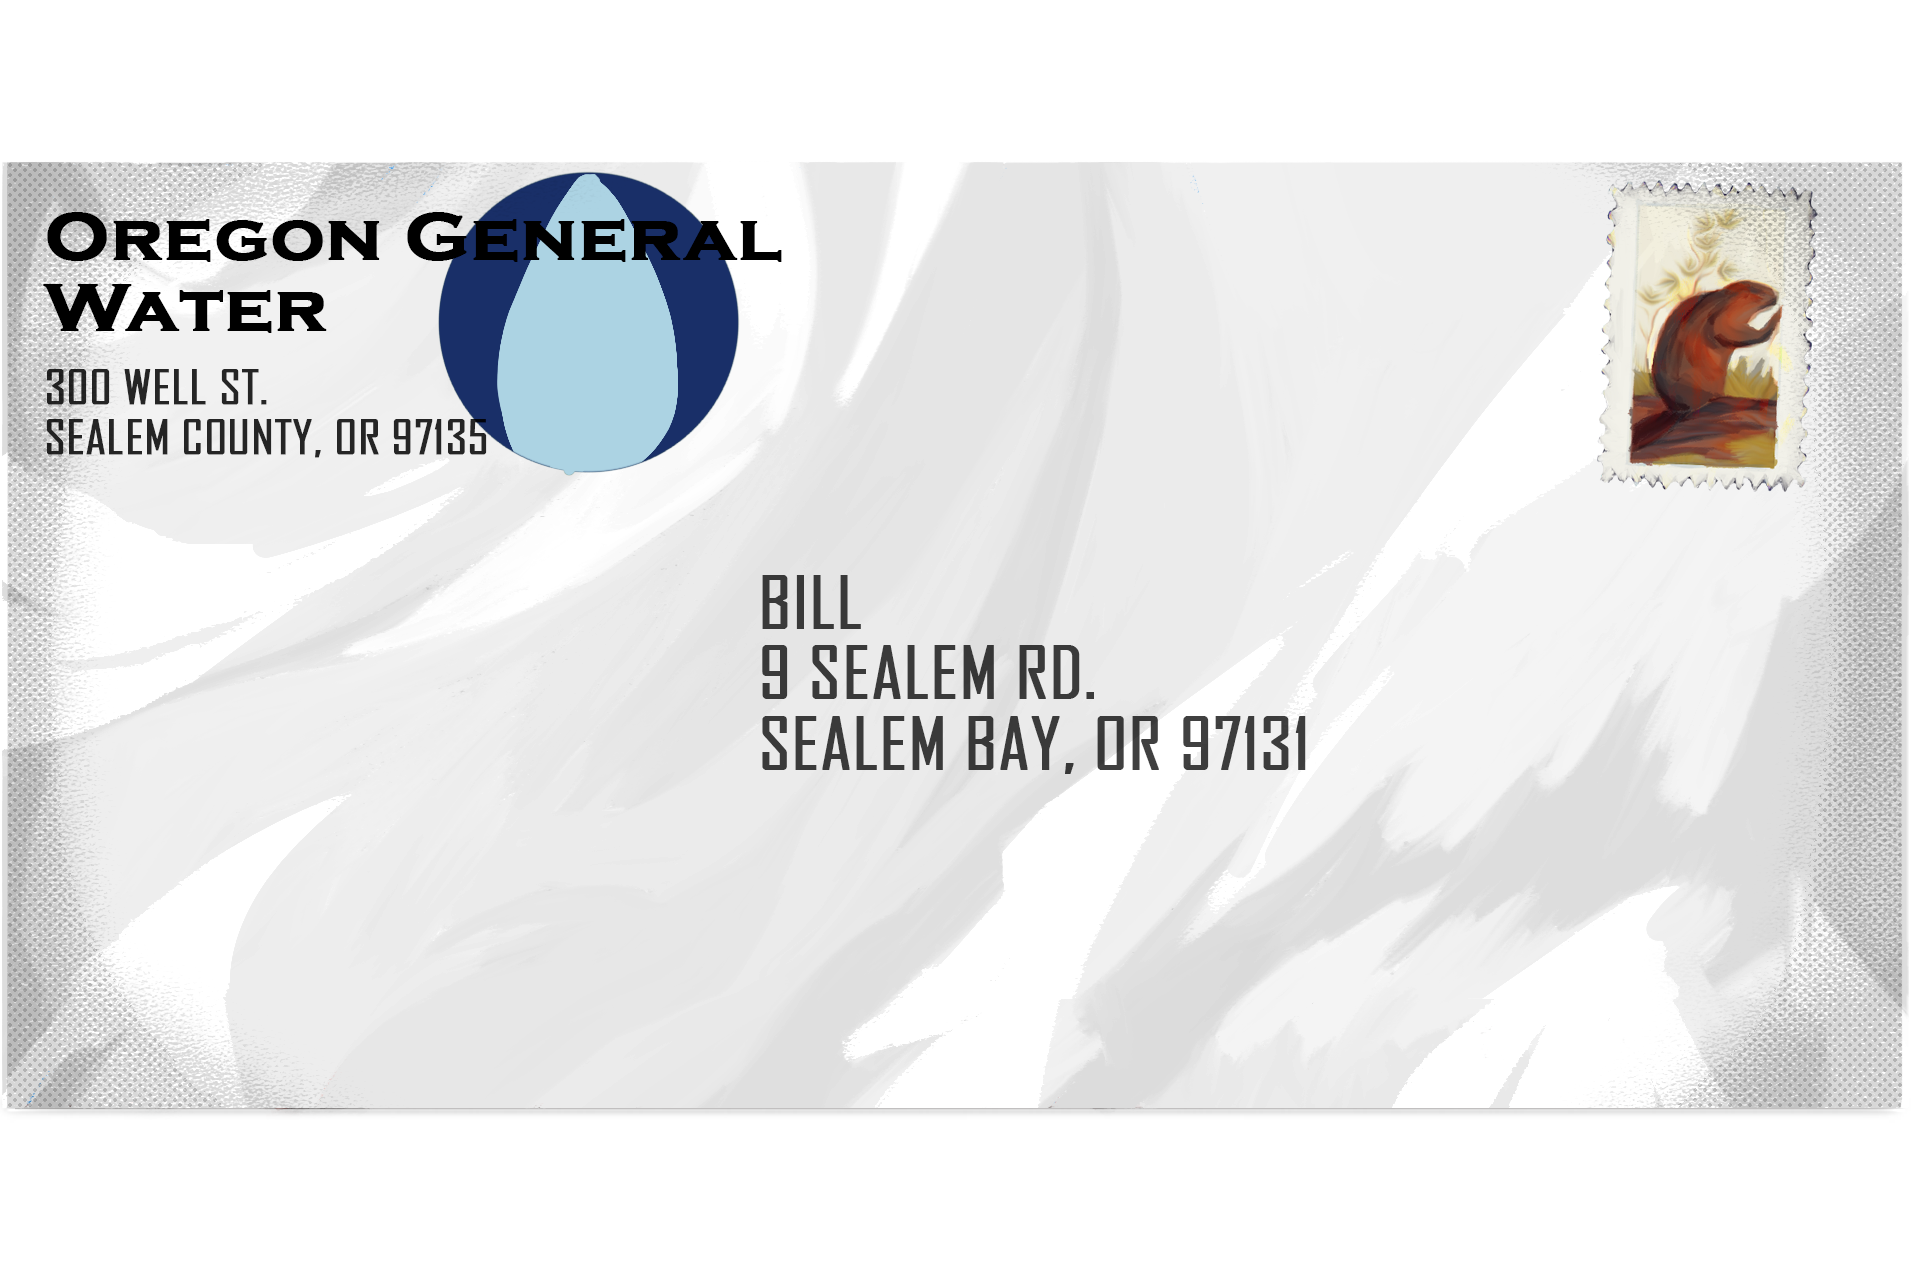 Oregon General
Water
300 WELL ST.
SEALEM COUNTY, OR 97135
BILL
9 SEALEM RD.
SEALEM BAY, OR 97131